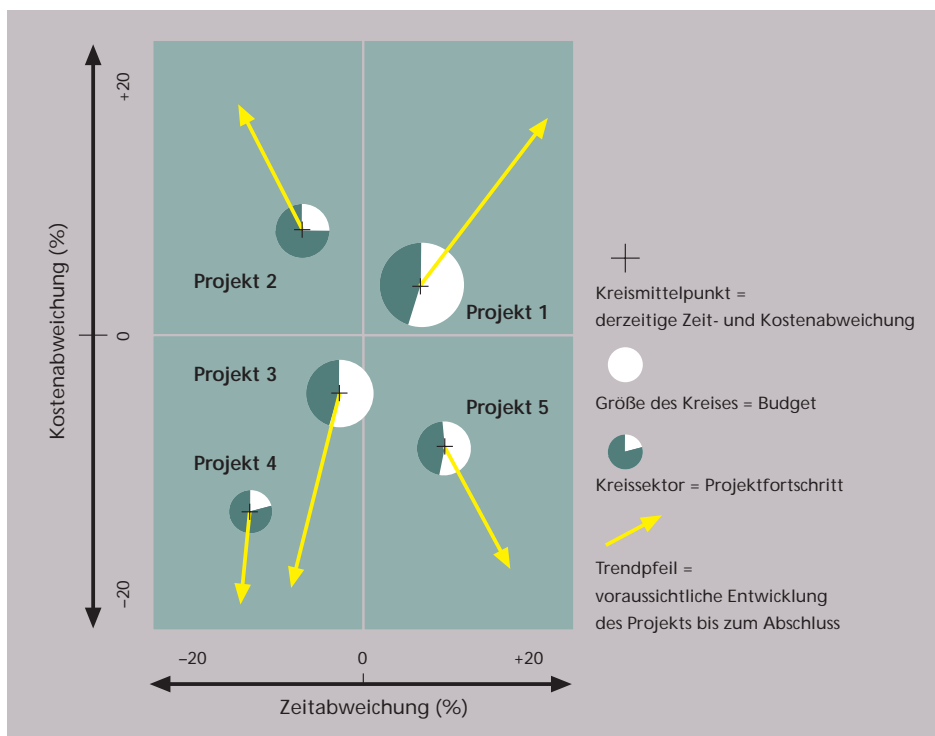 +20
0
−20
Kostenabweichung (%)
Projekt 2
Projekt 1
Projekt 3
Projekt 5
Projekt 4
−20
0
+20
Zeitabweichung (%)
Kreismittelpunkt =
derzeitige Zeit- und Kostenabweichung
Größe des Kreises = Budget
Kreissektor = Projektfortschritt
Trendpfeil =
voraussichtliche Entwicklung
des Projekts bis zum Abschluss